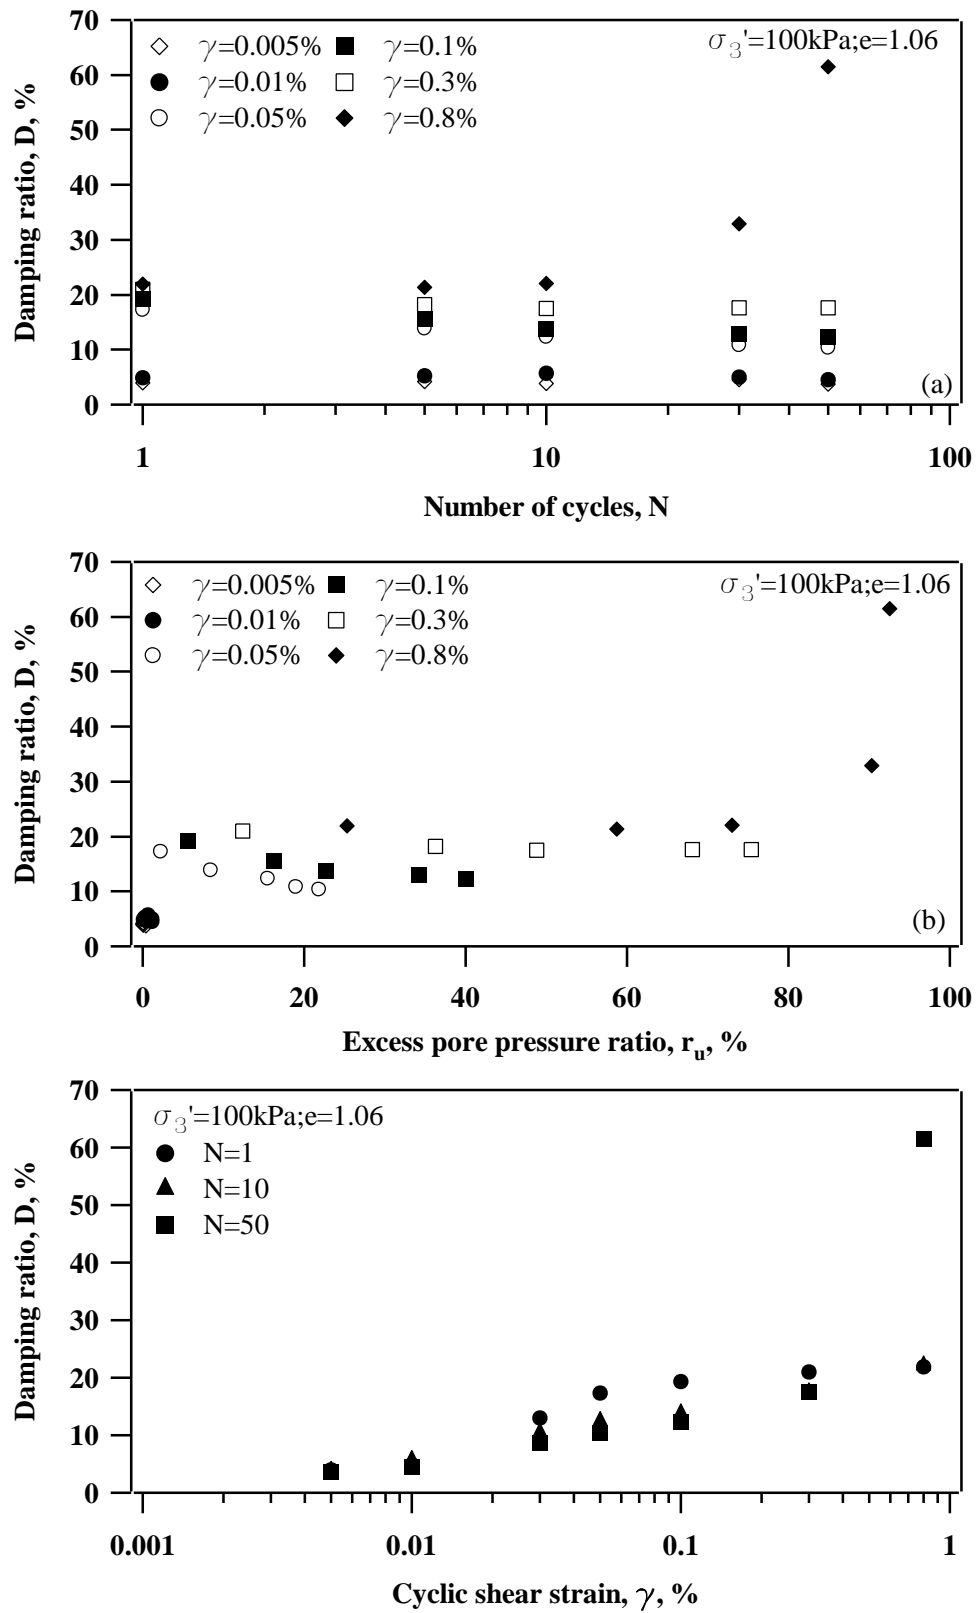 70
60
50
40
30
20
10
0
Damping ratio, D, %
γ=0.005%
γ=0.1%
σ3'=100kPa;e=1.06
γ=0.01%
γ=0.3%
γ=0.05%
γ=0.8%
(a)
1
10
100
Number of cycles, N
70
60
50
40
30
20
10
0
Damping ratio, D, %
γ=0.005%
γ=0.1%
σ3'=100kPa;e=1.06
γ=0.01%
γ=0.3%
γ=0.05%
γ=0.8%
(b)
0
20
40
60
80
100
Excess pore pressure ratio, ru, %
70
60
50
40
30
20
10
0
Damping ratio, D, %
σ3'=100kPa;e=1.06
N=1
N=10
N=50
0.001
0.01
0.1
1
Cyclic shear strain, γ, %